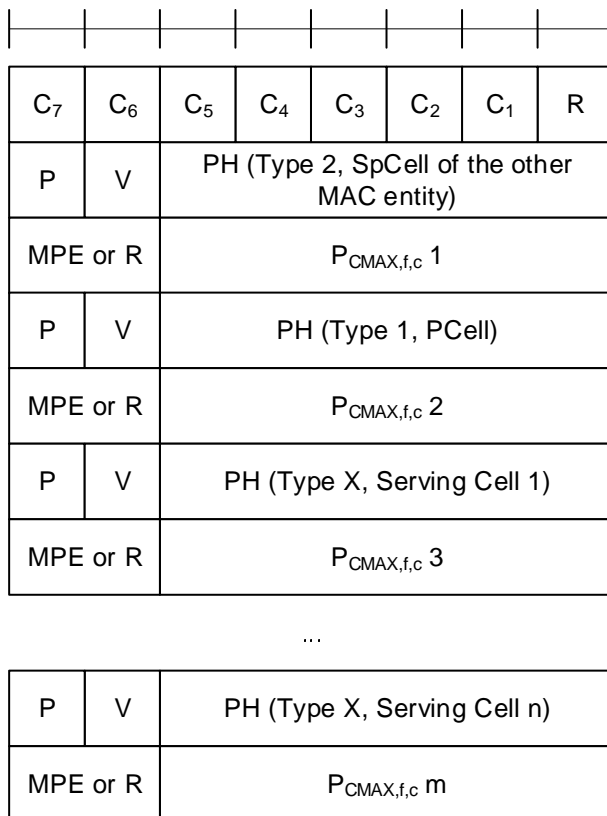 C7 C6 C5 C4 C3 C2 C1 R
P V PH (Type 2, SpCell of the other
MAC entity)
MPE or R PCMAX,f,c 1
P V PH (Type 1, PCell)
MPE or R PCMAX,f,c 2
P V PH (Type X, Serving Cell 1)
MPE or R PCMAX,f,c 3
...
P V PH (Type X, Serving Cell n)
MPE or R PCMAX,f,c m